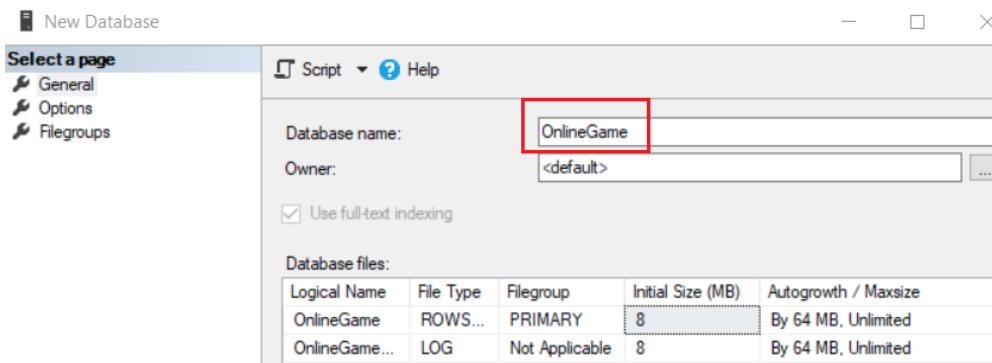 New Database
Select a page
General
Options
Filegroups
Script Help
Database name: OnlineGame
Owner: <default> ...
Use full-text indexing
Database files:
Logical Name File Type Filegroup Initial Size (MB) Autogrowth / Maxsize
OnlineGame ROWS... PRIMARY 8 By 64 MB, Unlimited
OnlineGame... LOG Not Applicable 8 By 64 MB, Unlimited